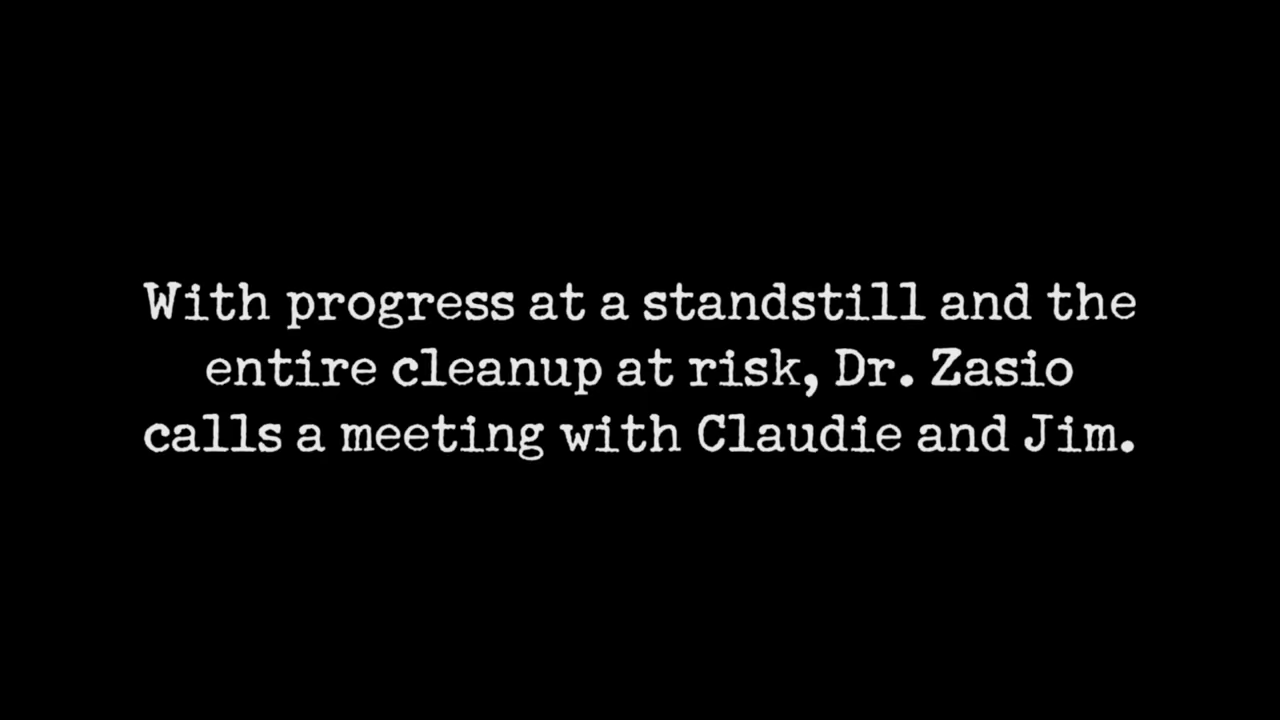 With progress at a standstill and the
entire cleanup at risk, Dr. Zasio
calls a meeting with Claudie and Jim.